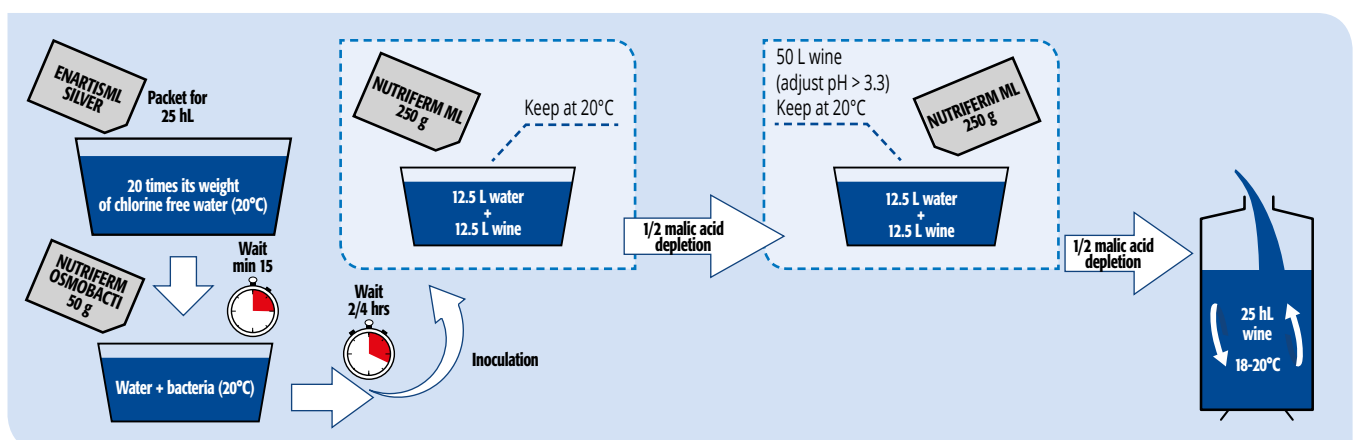 ENARTISML
SILVER
Packet for
25 hL
20 times its weight
of chlorine free water (20°C)
Wait
min 15
NUTRIFERM
OSMOBACTI
50 g
Water + bacteria (20°C)
Wait
2/4 hrs
Inoculation
NUTRIFERM ML
250 g
Keep at 20°C
12.5 L water
+
12.5 L wine
1/2 malic acid
depletion
50 L wine
(adjust pH > 3.3)
Keep at 20°C
NUTRIFERM ML
250 g
12.5 L water
+
12.5 L wine
1/2 malic acid
depletion
25 hL
wine
18-20°C